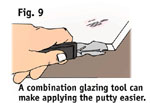 Fig. 9
A combination glazing tool can
make applying the putty easier.